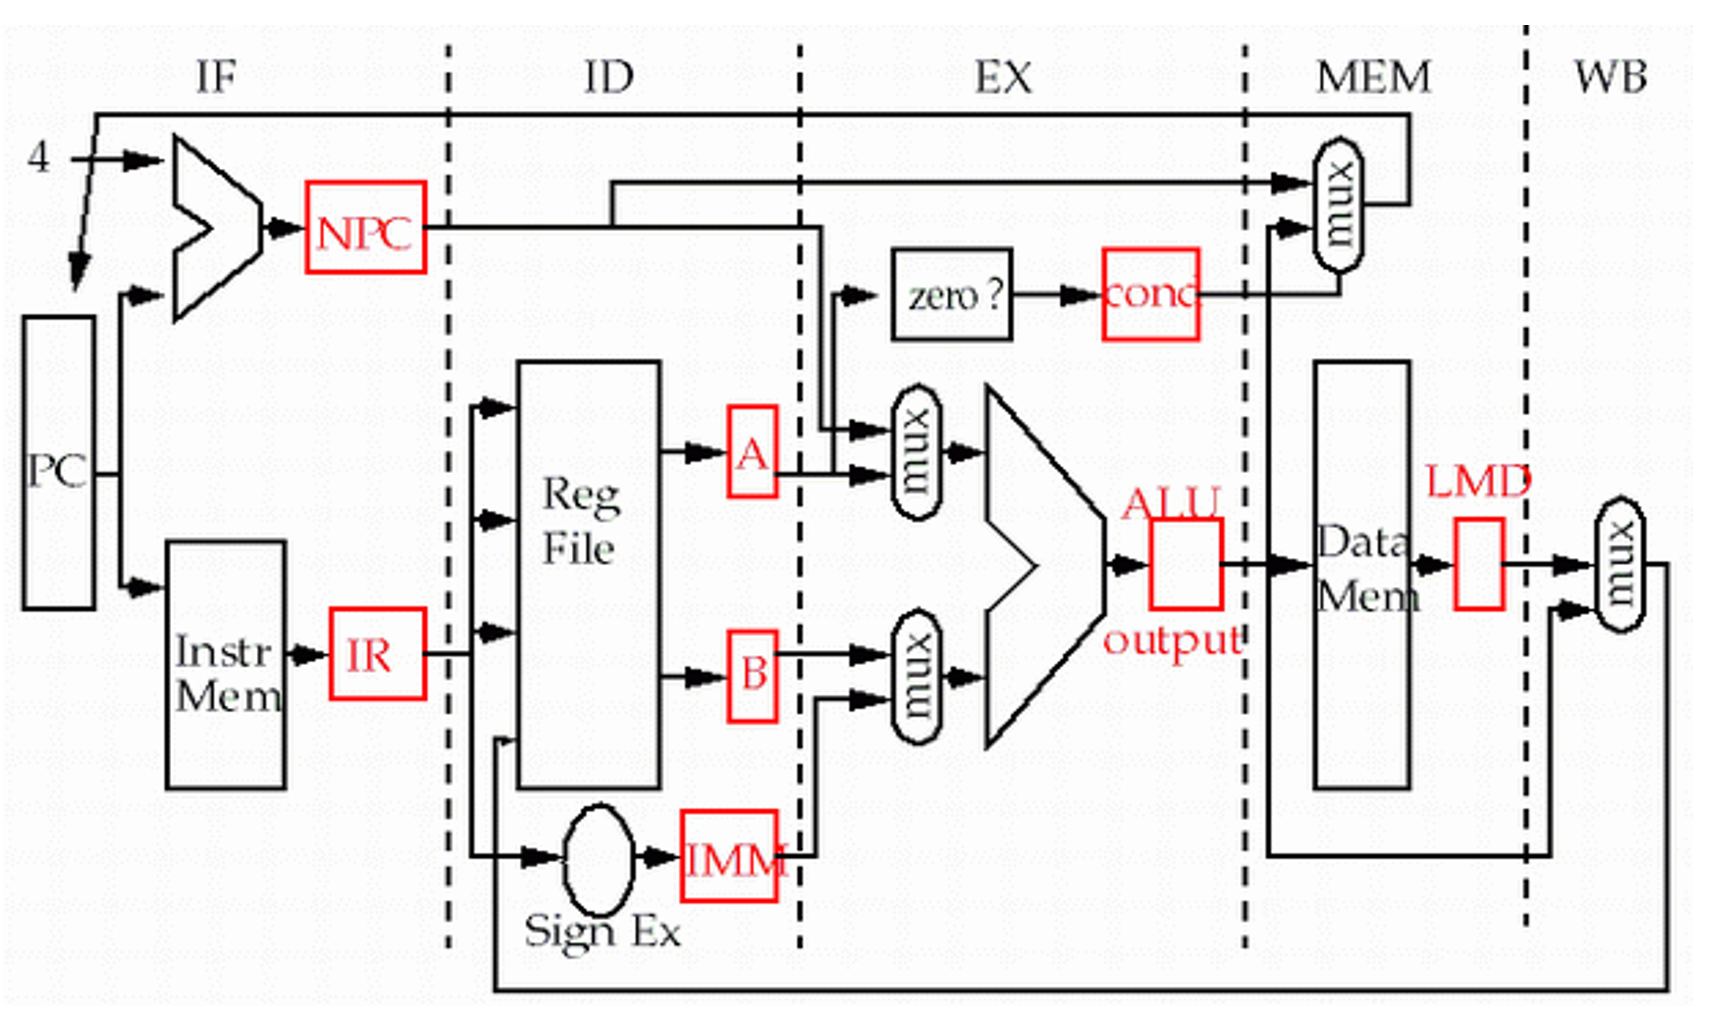 IF
ID
EX
MEM
WB
4
NPC
mux
zero ?
cond
PC
mux
A
Reg
File
ALU
LMD
Data
Mem
mux
Instr
Mem
IR
B
mux
output
IMM
Sign Ex